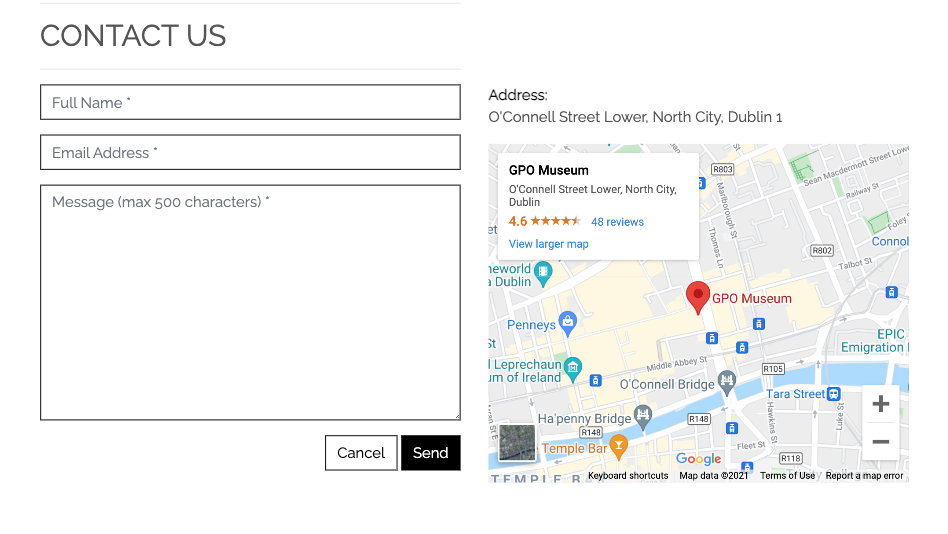 CONTACT US
Full Name *
Email Address *
Message (max 500 characters) *
Cancel
Send
Address:
O'Connell Street Lower, North City, Dublin 1
GPO Museum
O'Connell Street Lower, North City,
Dublin
4.6
48 reviews
View larger map
R803
Marlborough St
Sean Macdermott Street Lower
Railway St
Foley St
Connol
R802
Talbot St
Thomas Ln
neworld
a Dublin
GPO Museum
Penneys
St
EPIC
Emigration
l Leprechaun
um of Ireland
Middle Abbey St
R105
O'Connell Bridge
Tara Street
Ha'penny Bridge
R148
R148
Hawkins St
Luke St
Fleet St
Temple Bar
R118
Google
TEMPLE B
Keyboard shortcuts
Map data ©2021
Terms of Use
Report a map error